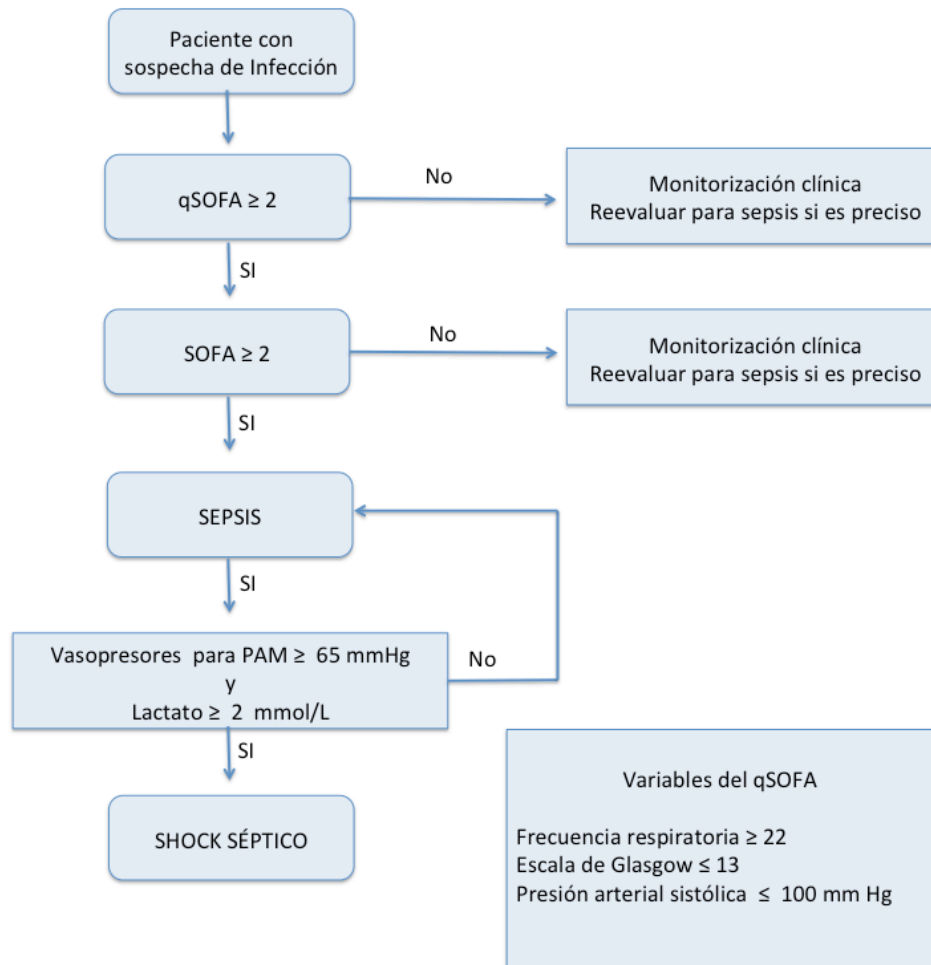 Paciente con
sospecha de Infección
qSOFA ≥ 2
No
Monitorización clínica
Reevaluar para sepsis si es preciso
SI
SOFA ≥ 2
No
Monitorización clínica
Reevaluar para sepsis si es preciso
SI
SEPSIS
SI
Vasopresores para PAM ≥ 65 mmHg
y
Lactato ≥ 2 mmol/L
No
SI
SHOCK SÉPTICO
Variables del qSOFA
Frecuencia respiratoria ≥ 22
Escala de Glasgow ≤ 13
Presión arterial sistólica ≤ 100 mm Hg